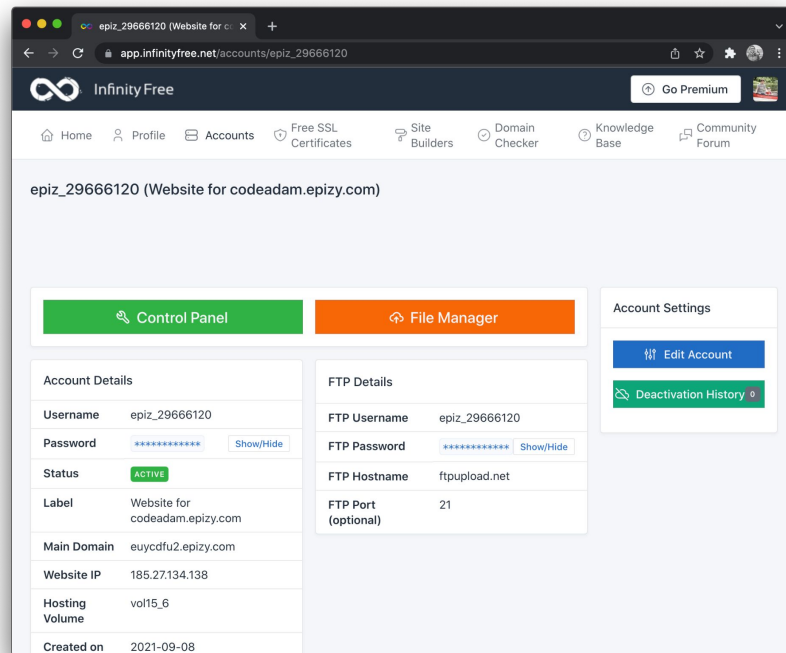 epiz_29666120 (Website for co
app.infinityfree.net/accounts/epiz_29666120
Infinity Free
Go Premium
Home
Profile
Accounts
Free SSL
Certificates
Site
Builders
Domain
Checker
Knowledge
Base
Community
Forum
epiz_29666120 (Website for codeadam.epizy.com)
Control Panel
File Manager
Account Details
Username epiz_29666120
Password ************ Show/Hide
Status ACTIVE
Label Website for
codeadam.epizy.com
Main Domain euycdfu2.epizy.com
Website IP 185.27.134.138
Hosting vol15_6
Volume
Created on 2021-09-08
FTP Details
FTP Username epiz_29666120
FTP Password ************ Show/Hide
FTP Hostname ftpupload.net
FTP Port 21
(optional)
Account Settings
Edit Account
Deactivation History 0